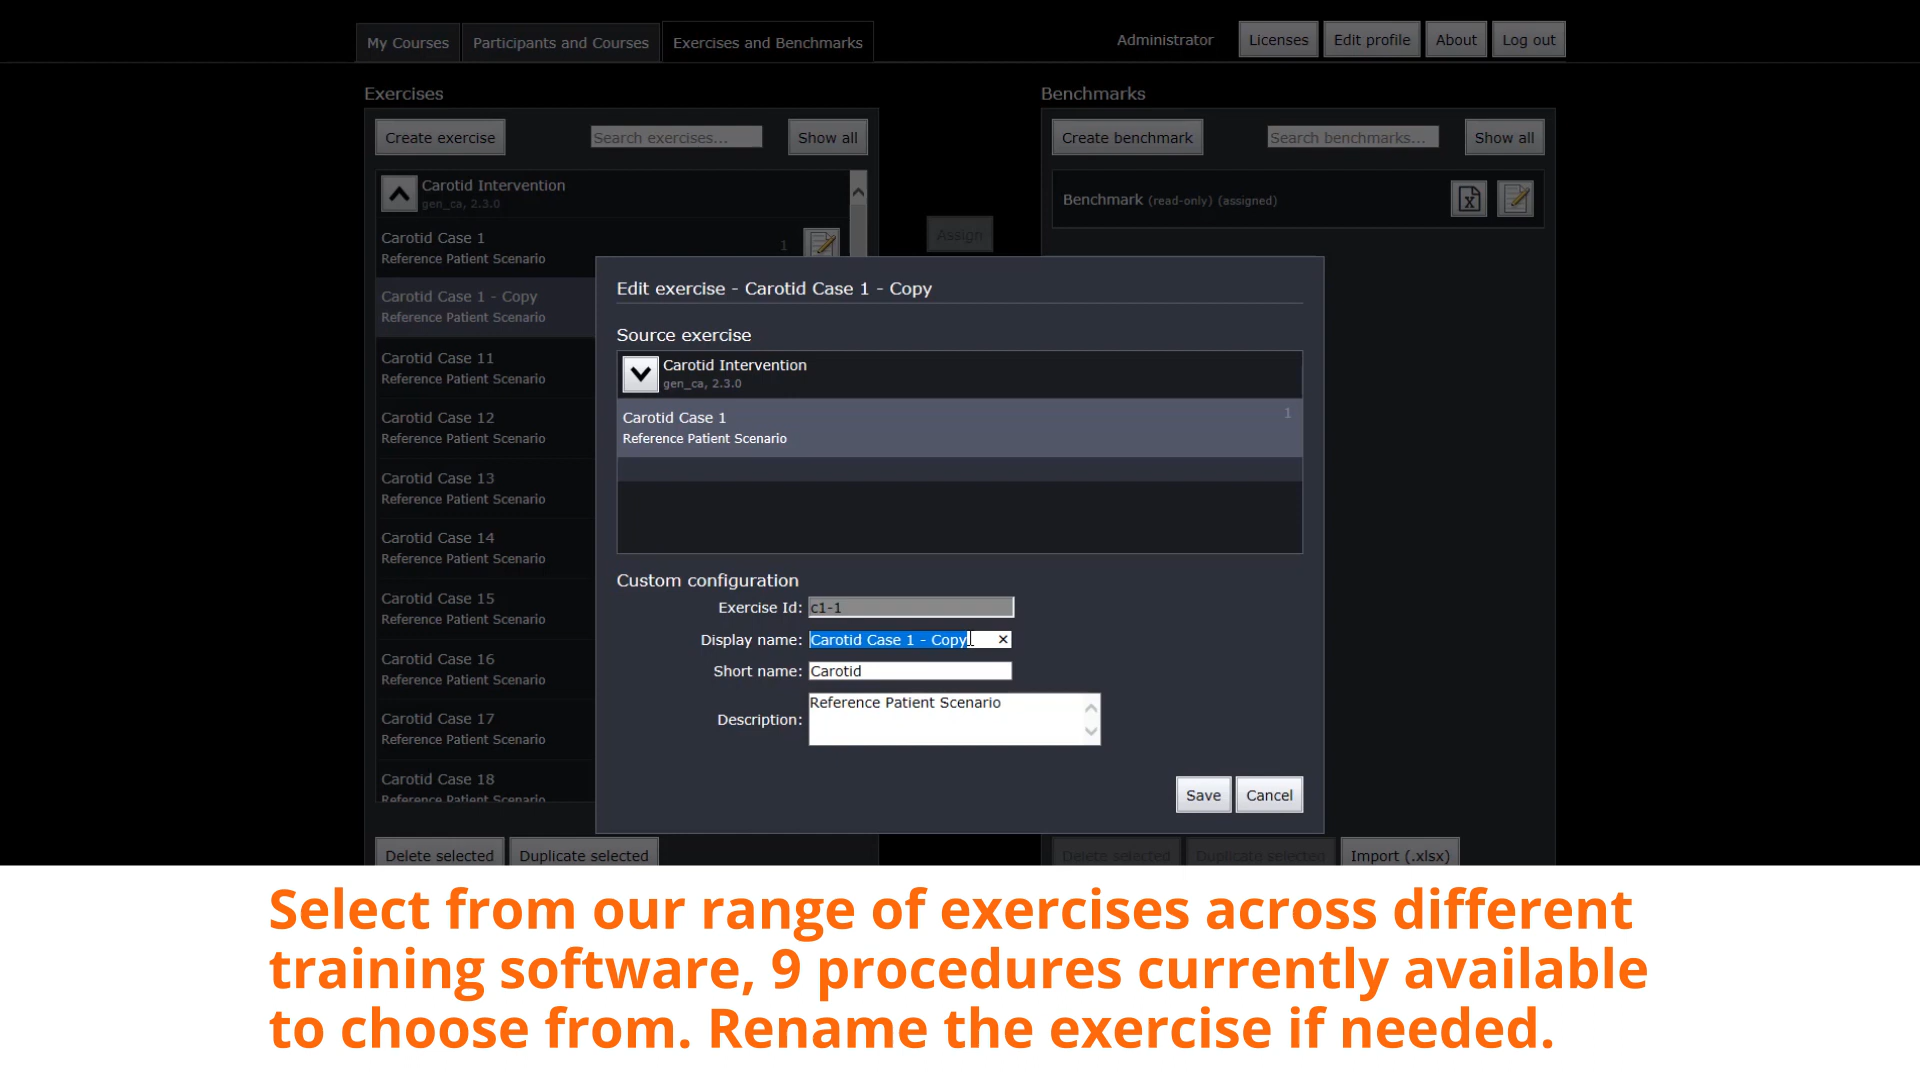 My Courses
Participants and Courses
Exercises and Benchmarks
Administrator
Licenses
Edit profile
About
Log out
Exercises
Create exercise
Search exercises...
Show all
Carotid Intervention
gen_ca, 2.3.0
Carotid Case 1
1
Reference Patient Scenario
Carotid Case 1 - Copy
Reference Patient Scenario
Carotid Case 11
Reference Patient Scenario
Carotid Case 12
Reference Patient Scenario
Carotid Case 13
Reference Patient Scenario
Carotid Case 14
Reference Patient Scenario
Carotid Case 15
Reference Patient Scenario
Carotid Case 16
Reference Patient Scenario
Carotid Case 17
Reference Patient Scenario
Carotid Case 18
Reference Patient Scenario
Delete selected
Duplicate selected
Assign
Benchmarks
Create benchmark
Search benchmarks...
Show all
Benchmark (read-only) (assigned)
Delete selected
Duplicate selected
Import (.xlsx)
Edit exercise - Carotid Case 1 - Copy
Source exercise
Carotid Intervention
gen_ca, 2.3.0
Carotid Case 1
1
Reference Patient Scenario
Custom configuration
Exercise Id: c1-1
Display name: Carotid Case 1 - Copy
Short name: Carotid
Description: Reference Patient Scenario
Save
Cancel
Select from our range of exercises across different
training software, 9 procedures currently available
to choose from. Rename the exercise if needed.